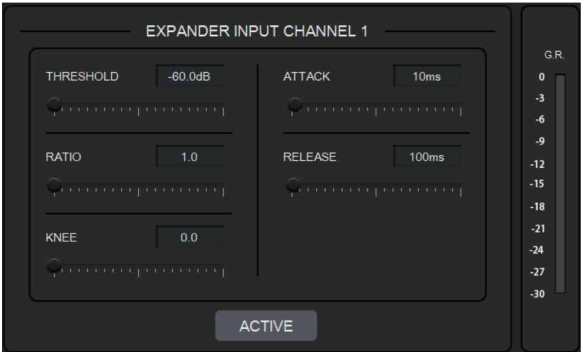 EXPANDER INPUT CHANNEL 1
THRESHOLD -60.0dB
RATIO 1.0
KNEE 0.0
ATTACK 10ms
RELEASE 100ms
ACTIVE
G.R.
0
-3
-6
-9
-12
-15
-18
-21
-24
-27
-30